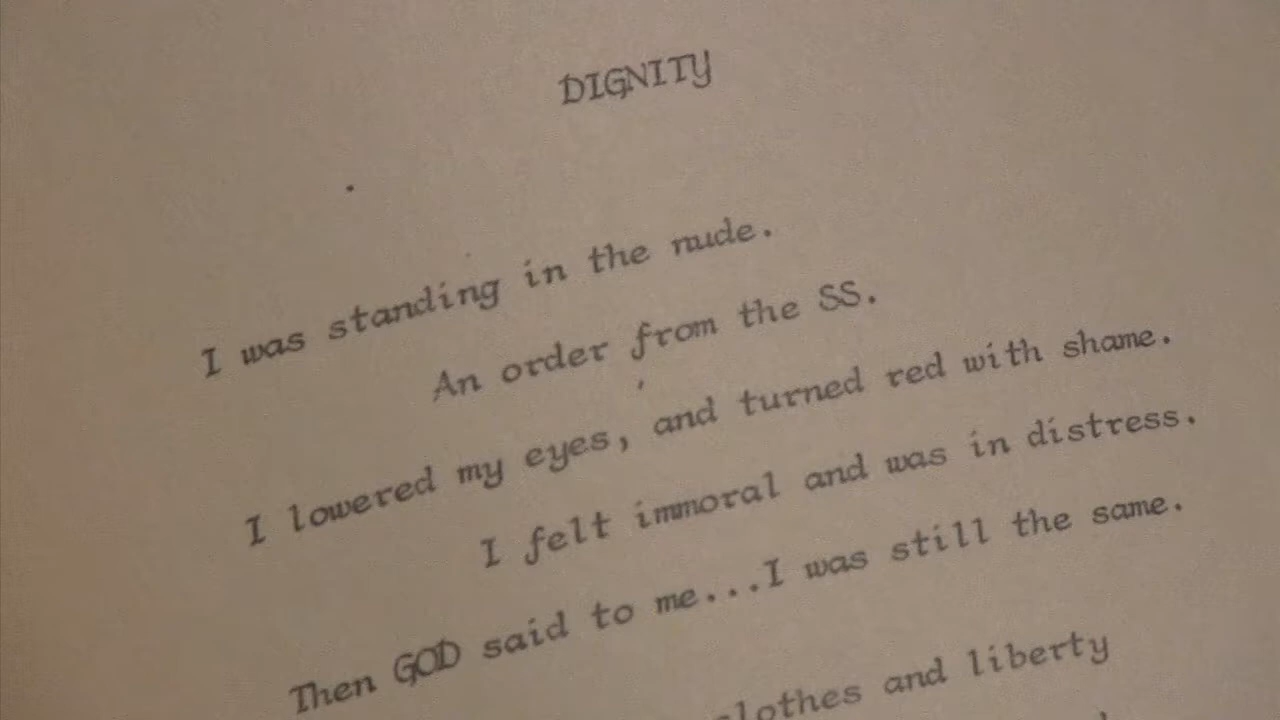 DIGNITY
I was standing in the nude.
An order from the SS.
I lowered my eyes, and turned red with shame.
I felt immoral and was in distress.
Then GOD said to me...I was still the same.
clothes and liberty